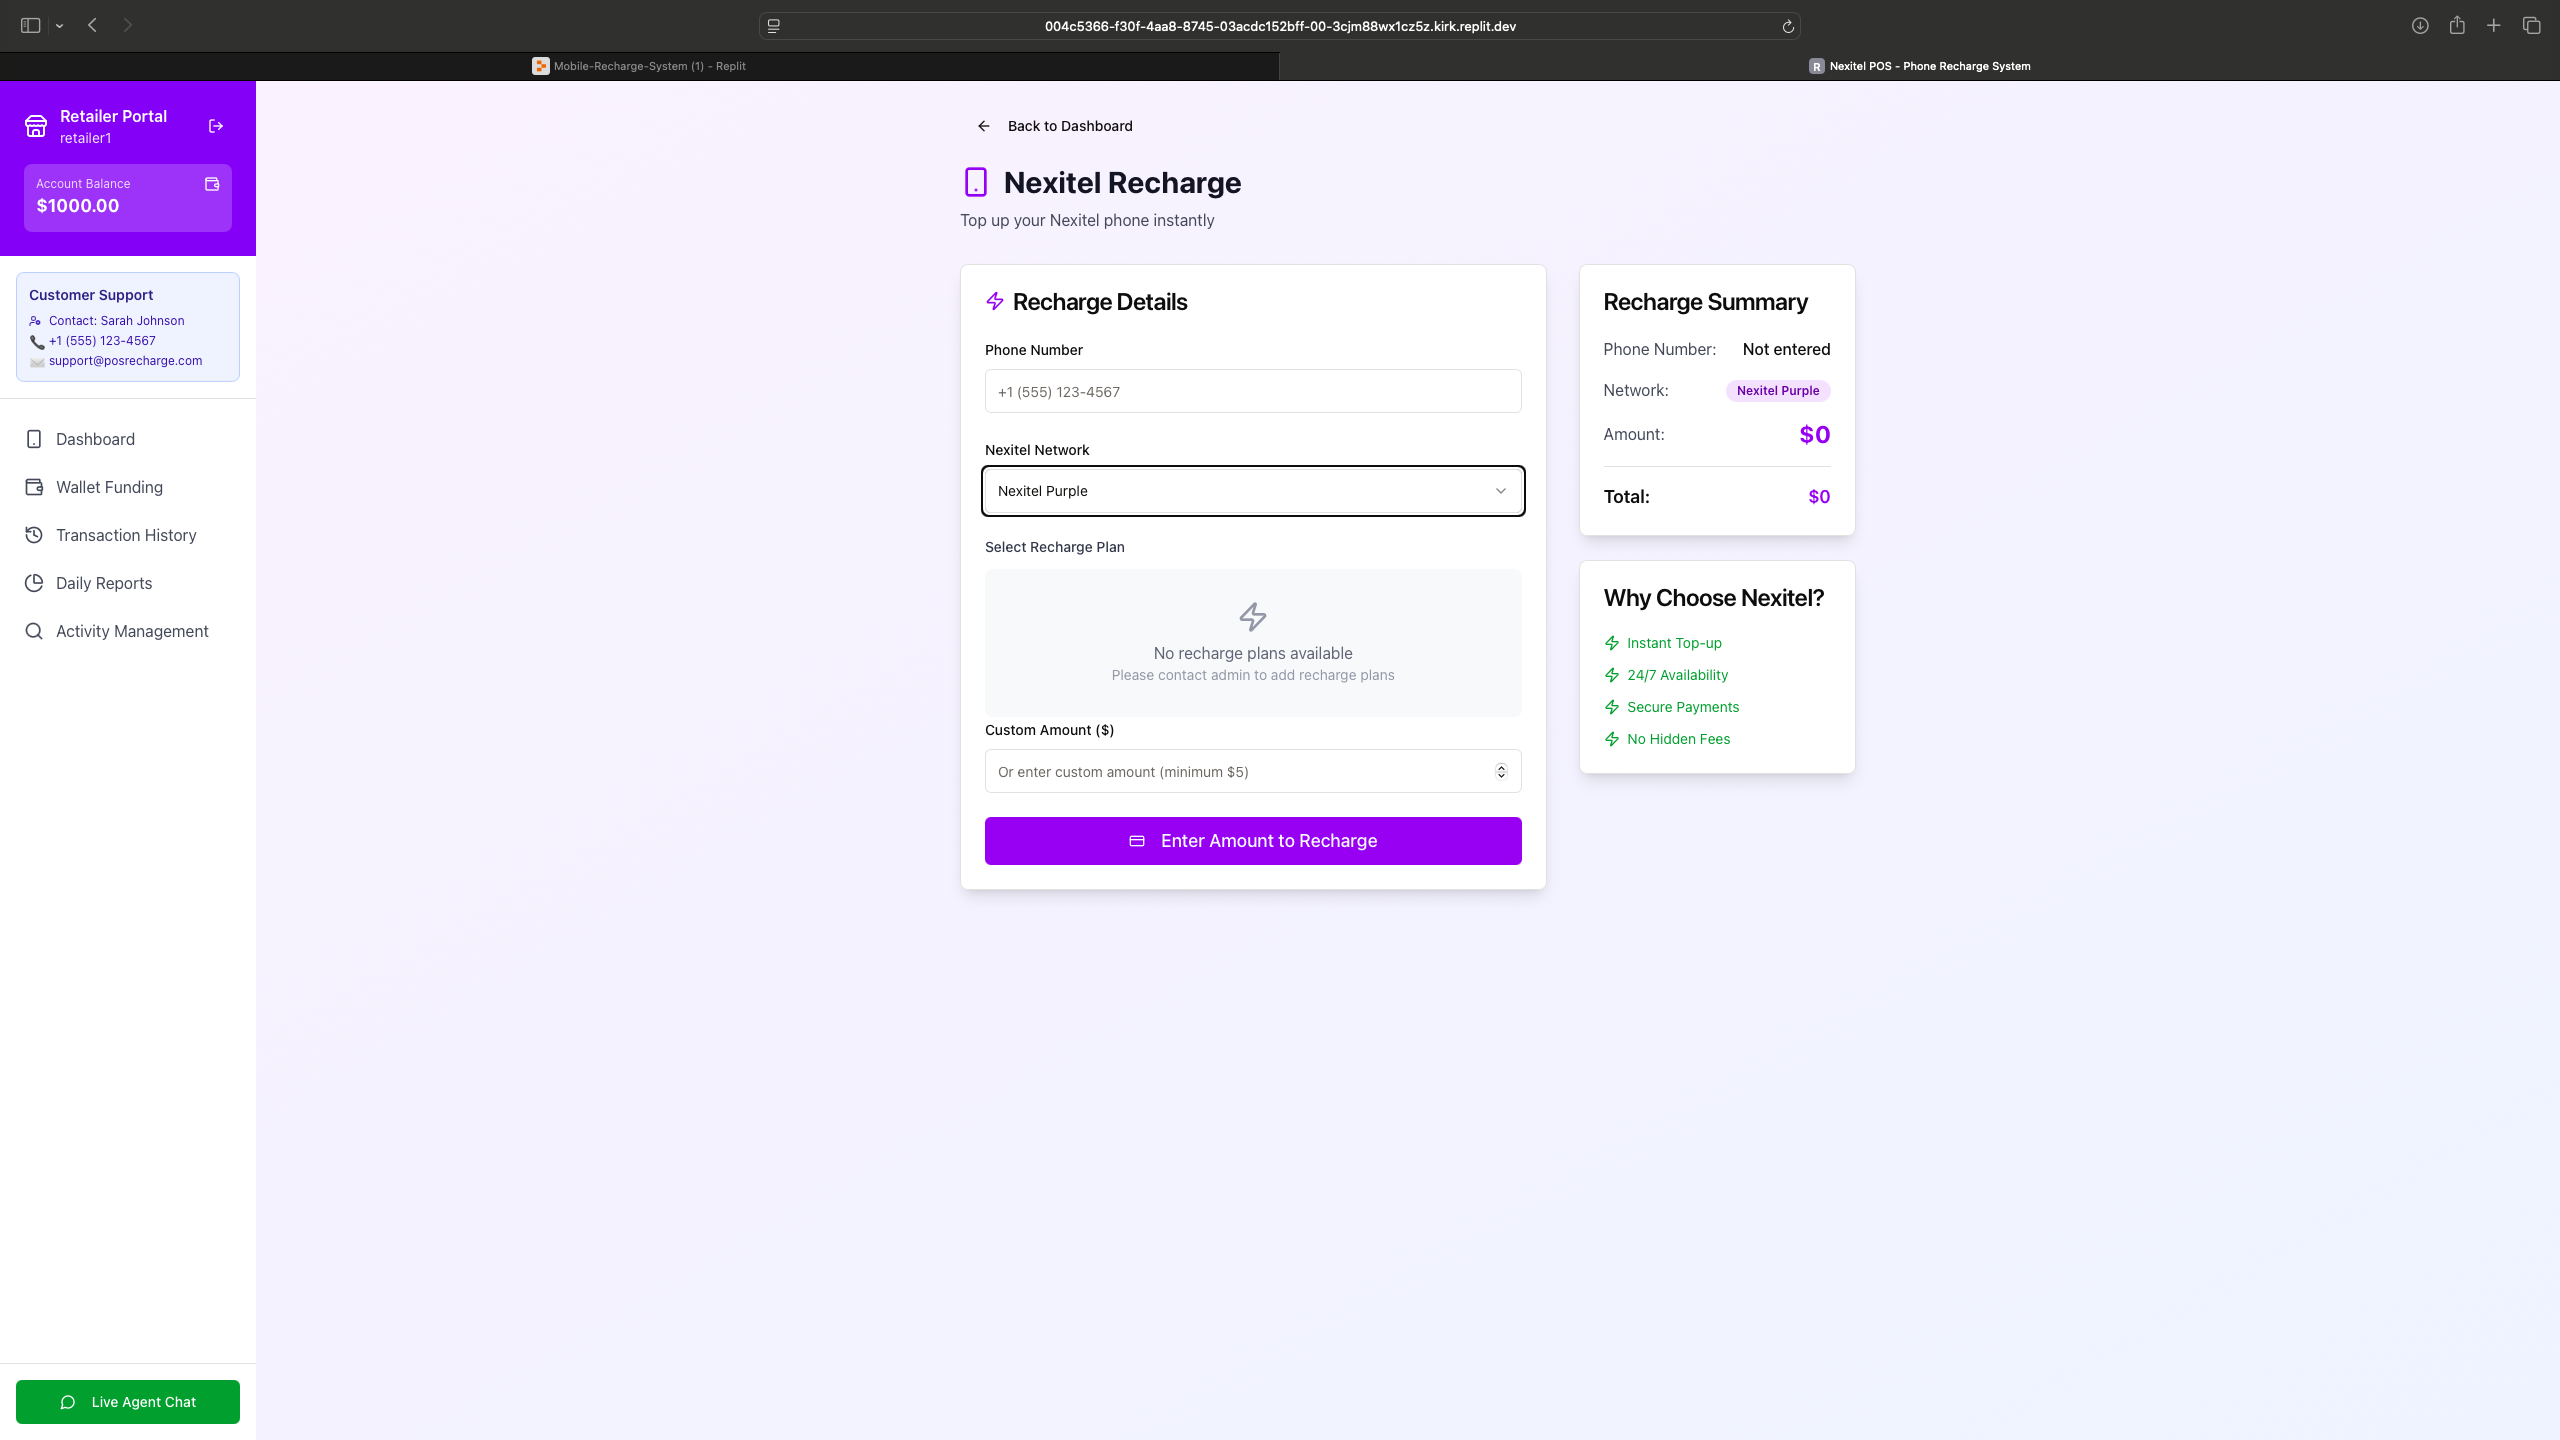 004c5366-f30f-4aa8-8745-03acdc152bff-00-3cjm88wx1cz5z.kirk.replit.dev
Mobile-Recharge-System (1) - Replit
R Nexitel POS - Phone Recharge System
Retailer Portal
retailer1
Account Balance
$1000.00
Customer Support
Contact: Sarah Johnson
+1 (555) 123-4567
support@posrecharge.com
Dashboard
Wallet Funding
Transaction History
Daily Reports
Activity Management
Live Agent Chat
Back to Dashboard
Nexitel Recharge
Top up your Nexitel phone instantly
Recharge Details
Phone Number
+1 (555) 123-4567
Nexitel Network
Nexitel Purple
Select Recharge Plan
No recharge plans available
Please contact admin to add recharge plans
Custom Amount ($)
Or enter custom amount (minimum $5)
Enter Amount to Recharge
Recharge Summary
Phone Number: Not entered
Network: Nexitel Purple
Amount: $0
Total: $0
Why Choose Nexitel?
Instant Top-up
24/7 Availability
Secure Payments
No Hidden Fees